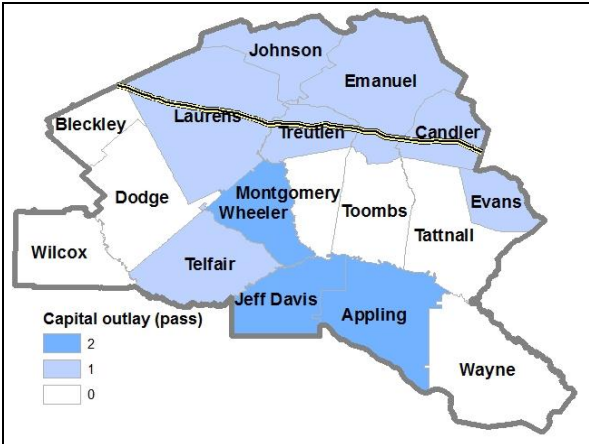 Johnson
Emanuel
Bleckley
Laurens
Treutlen
Candler
Dodge
Montgomery
Wheeler
Toombs
Evans
Tattnall
Wilcox
Telfair
Jeff Davis
Appling
Wayne
Capital outlay (pass)
2
1
0